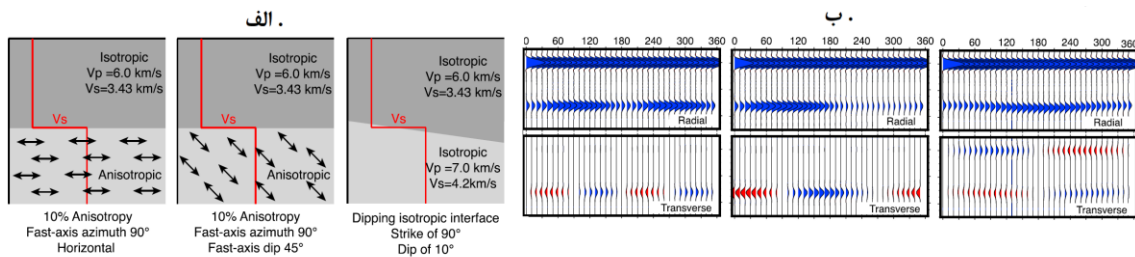 الف .
Isotropic
Vp =6.0 km/s
Vs=3.43 km/s
Vs
Anisotropic
10% Anisotropy
Fast-axis azimuth 90°
Horizontal
Isotropic
Vp =6.0 km/s
Vs=3.43 km/s
Vs
Anisotropic
10% Anisotropy
Fast-axis azimuth 90°
Fast-axis dip 45°
Isotropic
Vp =6.0 km/s
Vs=3.43 km/s
Vs
Isotropic
Vp =7.0 km/s
Vs=4.2km/s
Dipping isotropic interface
Strike of 90°
Dip of 10°
ب .
0 60 120 180 240 300 360
Radial
Transverse
0 60 120 180 240 300 360
Radial
Transverse
0 60 120 180 240 300 360
Radial
Transverse